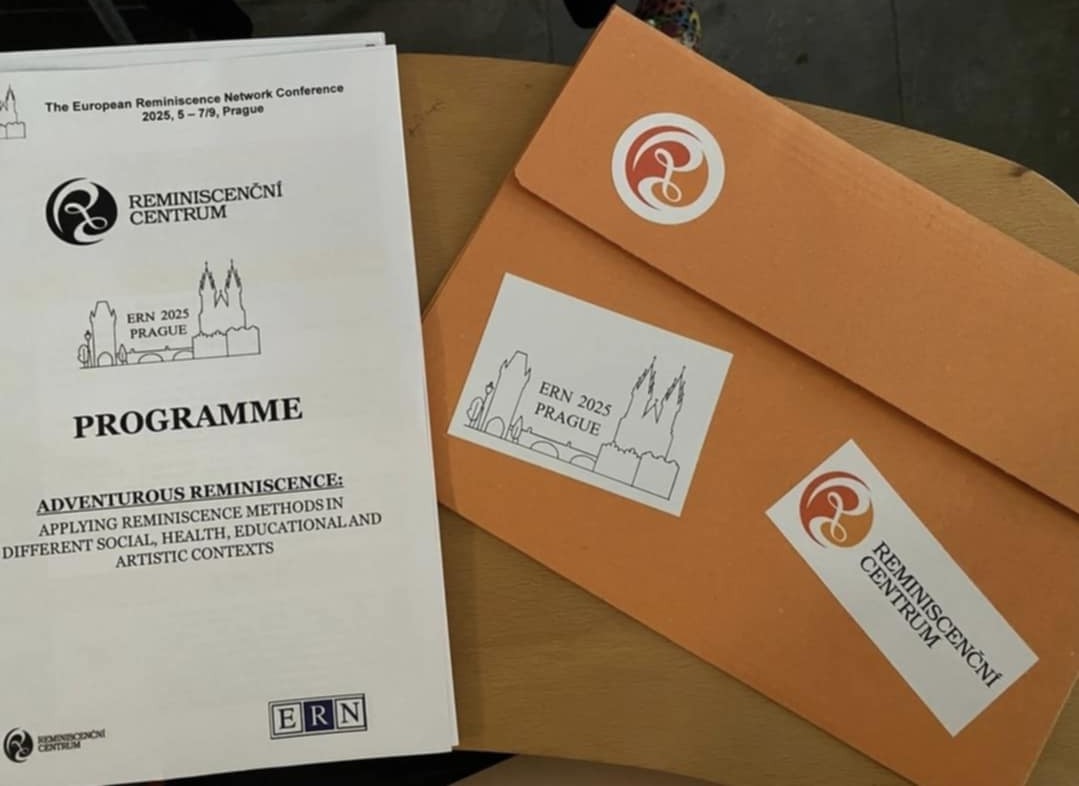 The European Reminiscence Network Conference
2025, 5 – 7/9, Prague
REMINISCENČNÍ
CENTRUM
ERN 2025
PRAGUE
PROGRAMME
ADVENTUROUS REMINISCENCE:
APPLYING REMINISCENCE METHODS IN
DIFFERENT SOCIAL, HEALTH, EDUCATIONAL AND
ARTISTIC CONTEXTS
REMINISCENČNÍ
CENTRUM
ERN
ERN 2025
PRAGUE
REMINISCENČNÍ
CENTRUM